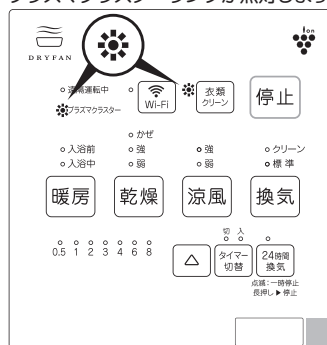 プラズマクラスターランプが点灯します
Ion
DRYFAN
遠隔運転中
プラズマクラスター
Wi-Fi
衣類
クリーン
停止
かぜ
入浴前
強
強
クリーン
入浴中
弱
弱
標準
暖房
乾燥
涼風
換気
切 入
0.5 1 2 3 4 6 8
△
タイマー
切替
24時間
換気
点滅:一時停止
長押し▶停止